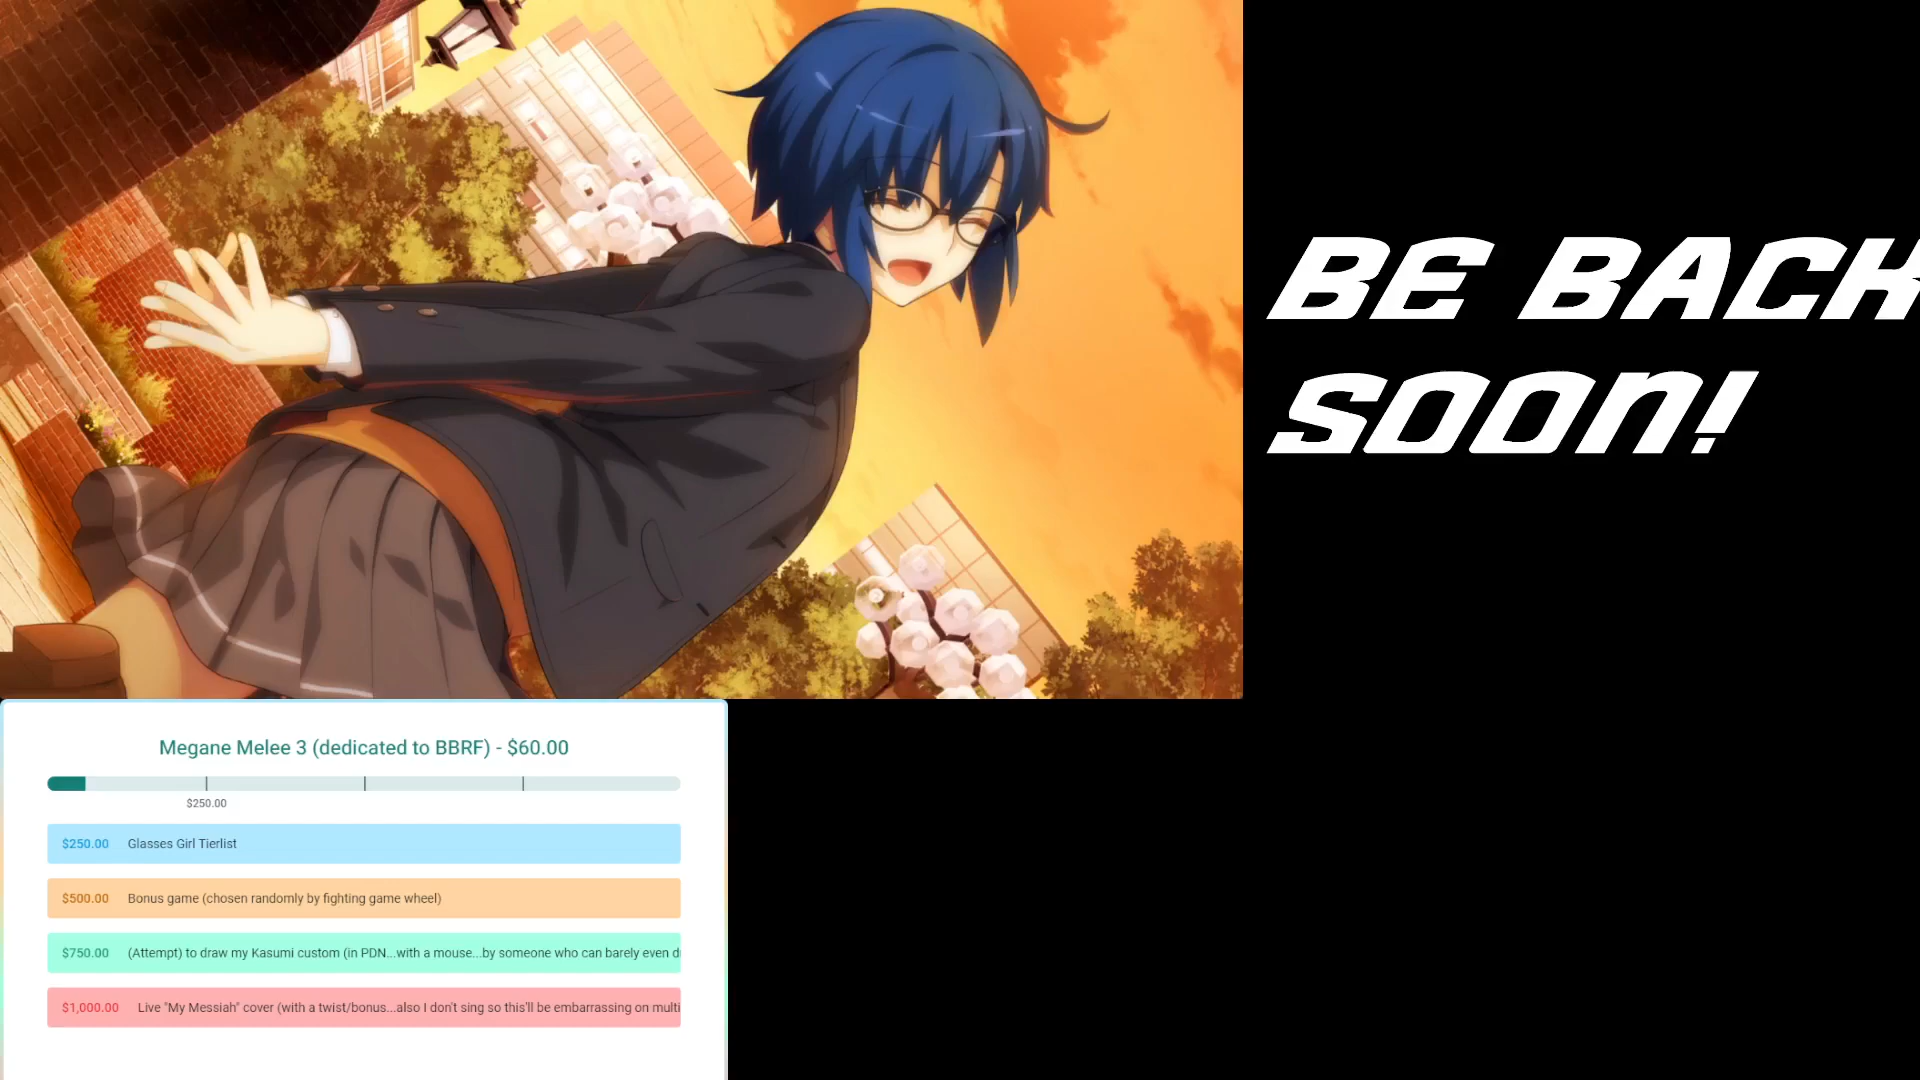 BE BACK
SOON!
Megane Melee 3 (dedicated to BBRF) - $60.00
$250.00
$250.00 Glasses Girl Tierlist
$500.00 Bonus game (chosen randomly by fighting game wheel)
$750.00 (Attempt) to draw my Kasumi custom (in PDN...with a mouse...by someone who can barely even d
$1,000.00 Live "My Messiah" cover (with a twist/bonus...also I don't sing so this'll be embarrassing on multi